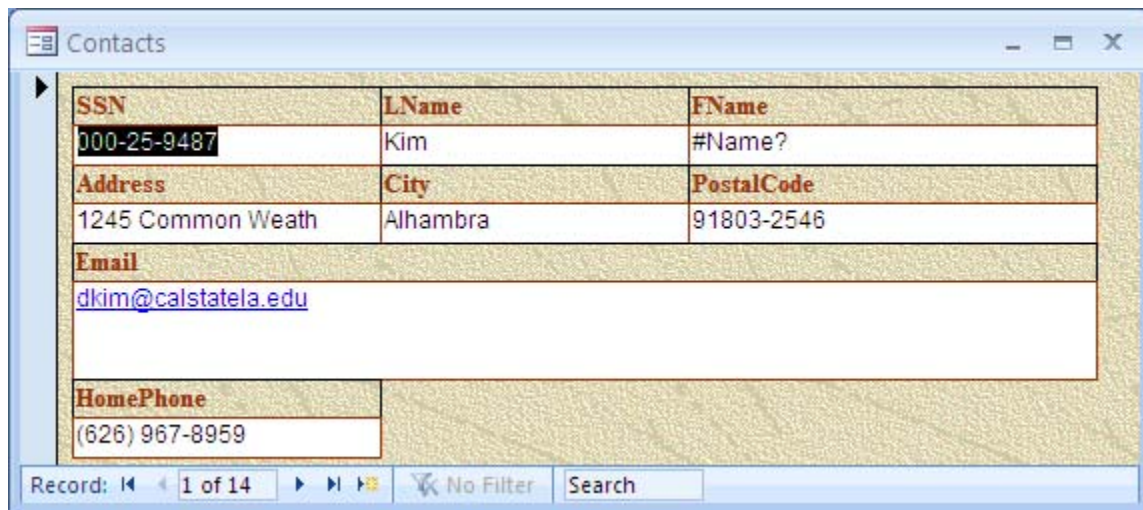 Contacts
SSN LName FName
000-25-9487 Kim #Name?
Address City PostalCode
1245 Common Weath Alhambra 91803-2546
Email
dkim@calstatela.edu
HomePhone
(626) 967-8959
Record: 1 of 14 No Filter Search